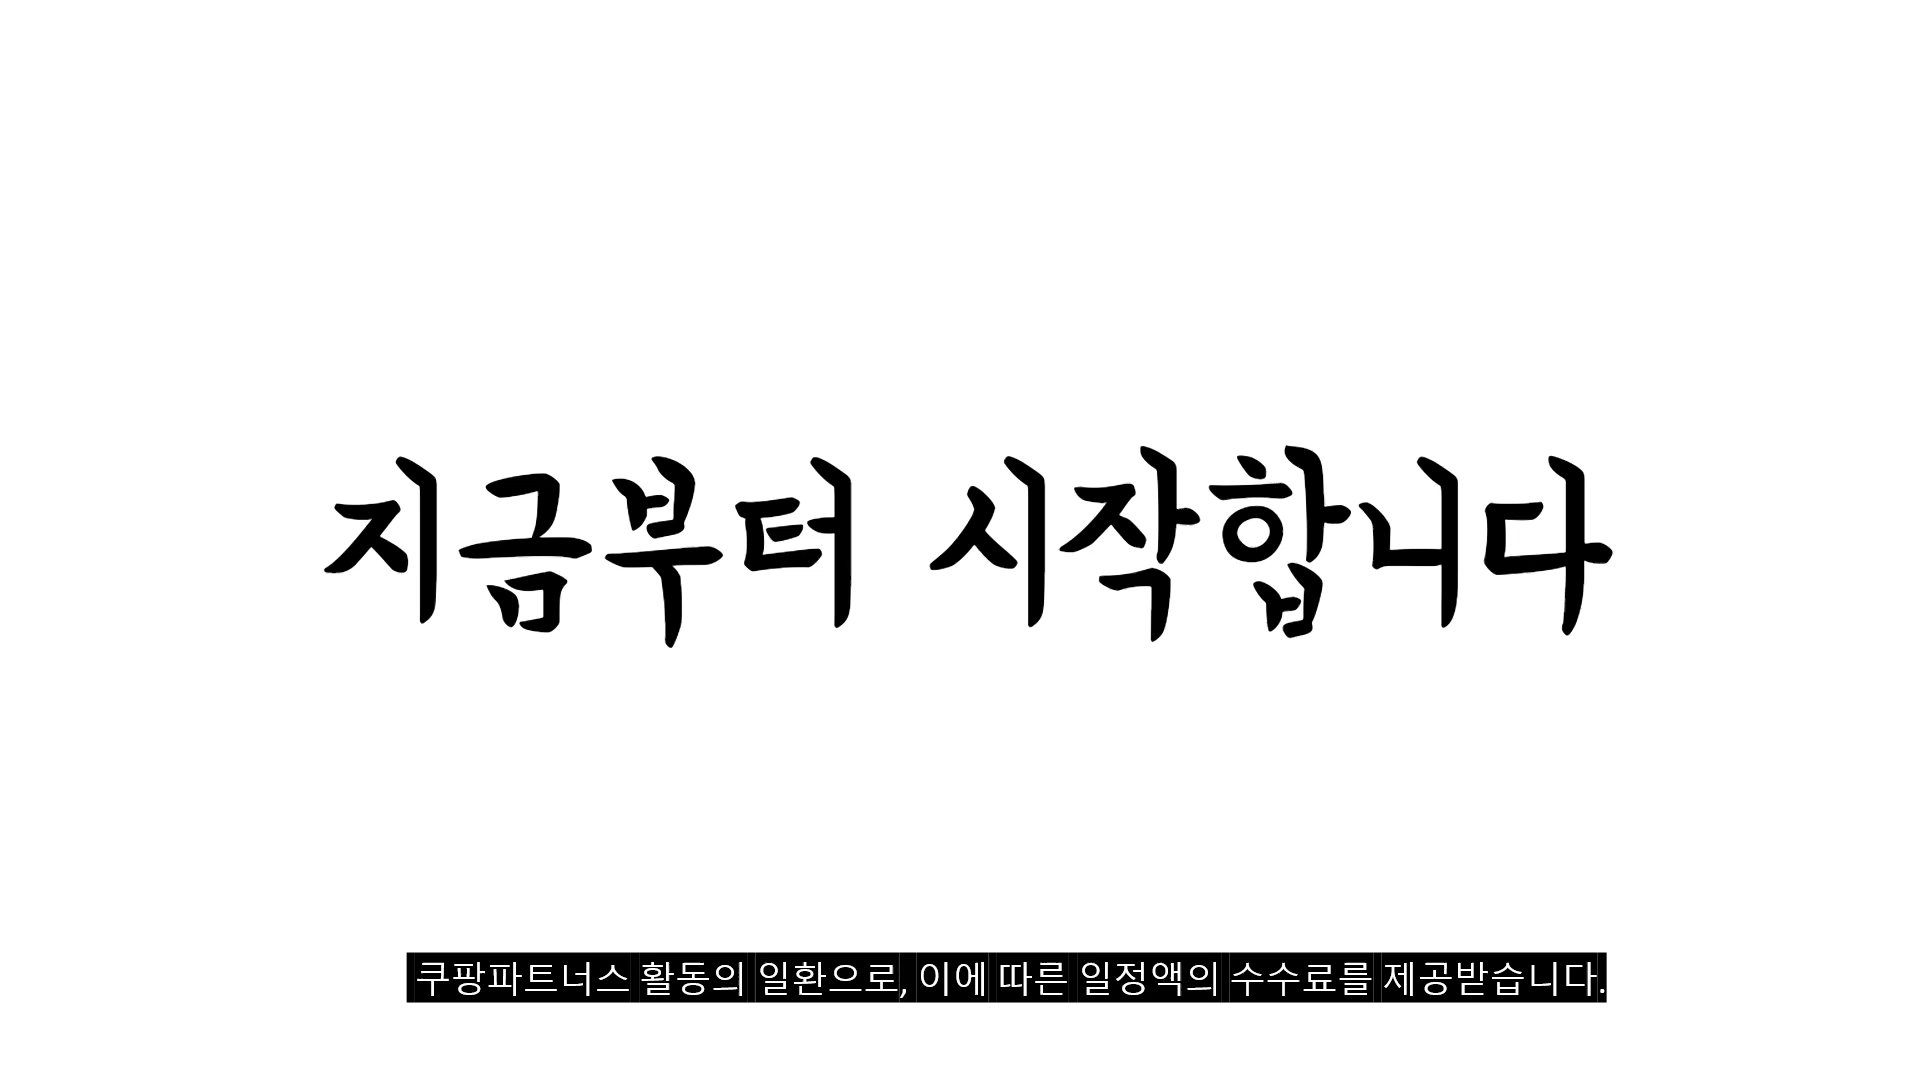 지금부터 시작합니다
쿠팡파트너스 활동의 일환으로, 이에 따른 일정액의 수수료를 제공받습니다.